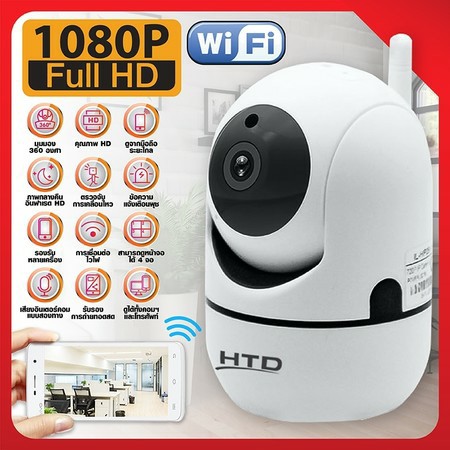 1080P
Full HD
WiFi
360°
HD
มุมมอง
360 องศา
คุณภาพ HD
ดูจากมือถือ
ระยะไกล
ภาพกลางคืน
อินฟาเรด HD
ตรวจจับ
การเคลื่อนไหว
ข้อความ
แจ้งเตือนพุช
รองรับ
หลายเครื่อง
การเชื่อมต่อ
ไวไฟ
สามารถดูหน้าจอ
ได้ 4 จอ
เสียงอินเตอร์คอม
แบบสองทาง
รับรอง
การถ่ายทอดสด
ดูได้ทั้งคอมฯ
และโทรศัพท์
HTD